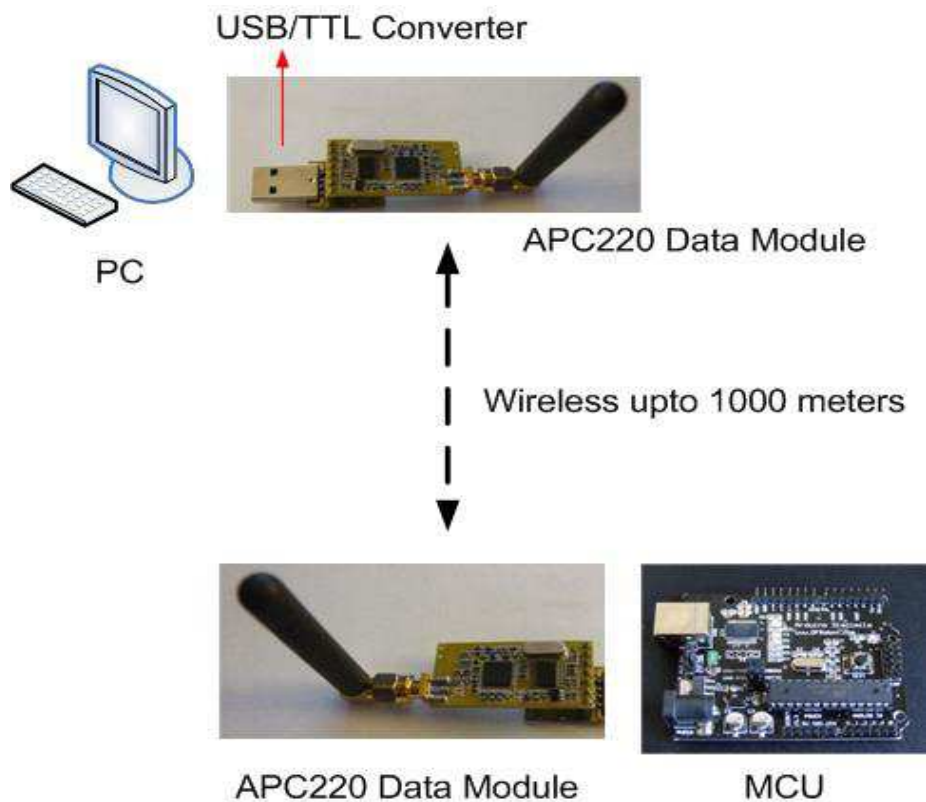 USB/TTL Converter
APC220 Data Module
PC
Wireless upto 1000 meters
APC220 Data Module
MCU